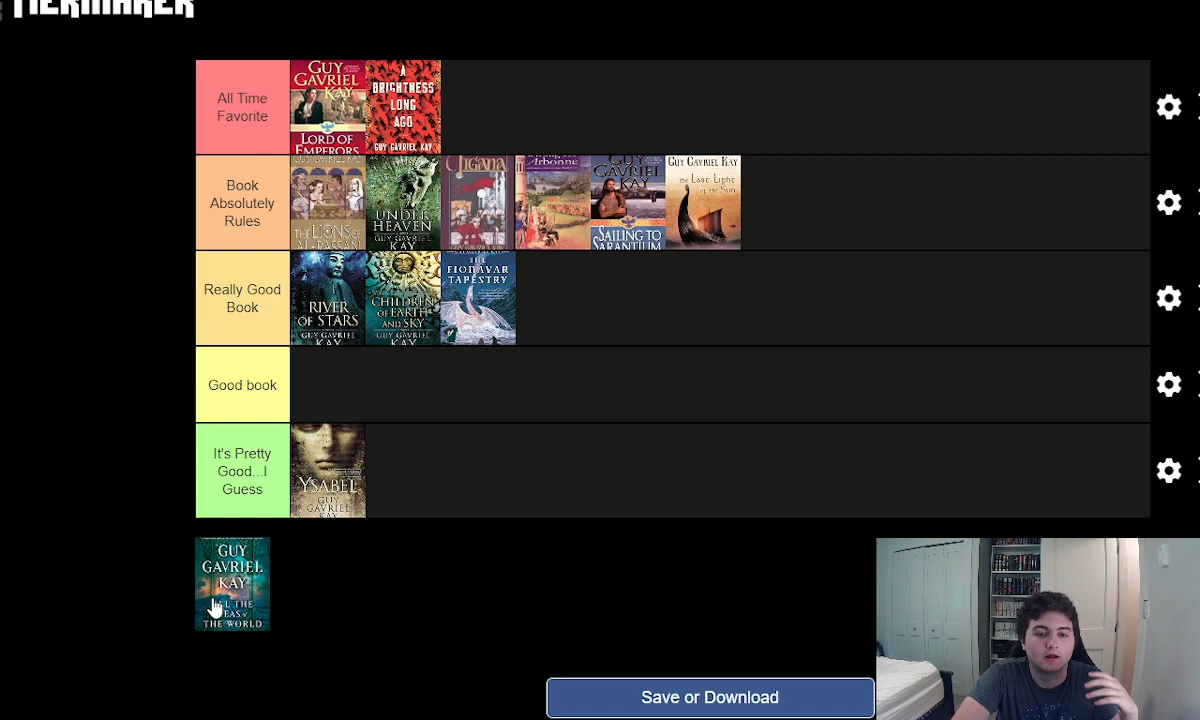 TIERMAKER
All Time
Favorite
GUY
GAVRIEL
KAY
LORD OF
EMPERORS
A
BRIGHTNESS
LONG
AGO
GUY GAVRIEL KAY
Book
Absolutely
Rules
THE LIONS OF
AL-RASSAN
UNDER
HEAVEN
GUY GAVRIEL
KAY
TIGANA
Arbonne
GUY
GAVRIEL
KAY
SAILING TO
SARANTIUM
GUY GAVRIEL KAY
the Last Light
of the Sun
Really Good
Book
RIVER
OF STARS
GUY GAVRIEL
KAY
CHILDREN
OF EARTH
AND SKY
GUY GAVRIEL
KAY
THE
FIONAVAR
TAPESTRY
Good book
It's Pretty
Good...I
Guess
YSABEL
GUY
GAVRIEL
KAY
GUY
GAVRIEL
KAY
ALL THE
SEAS of
THE WORLD
Save or Download